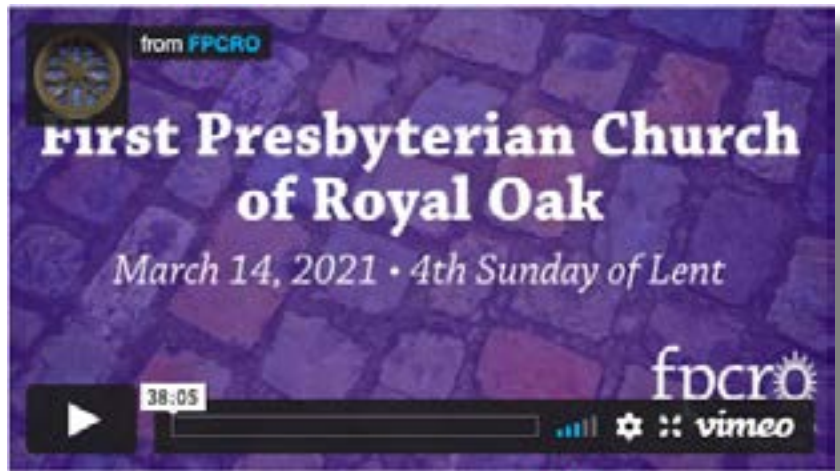 from FPCRO
First Presbyterian Church
of Royal Oak
March 14, 2021 • 4th Sunday of Lent
fpcro
38:05
vimeo